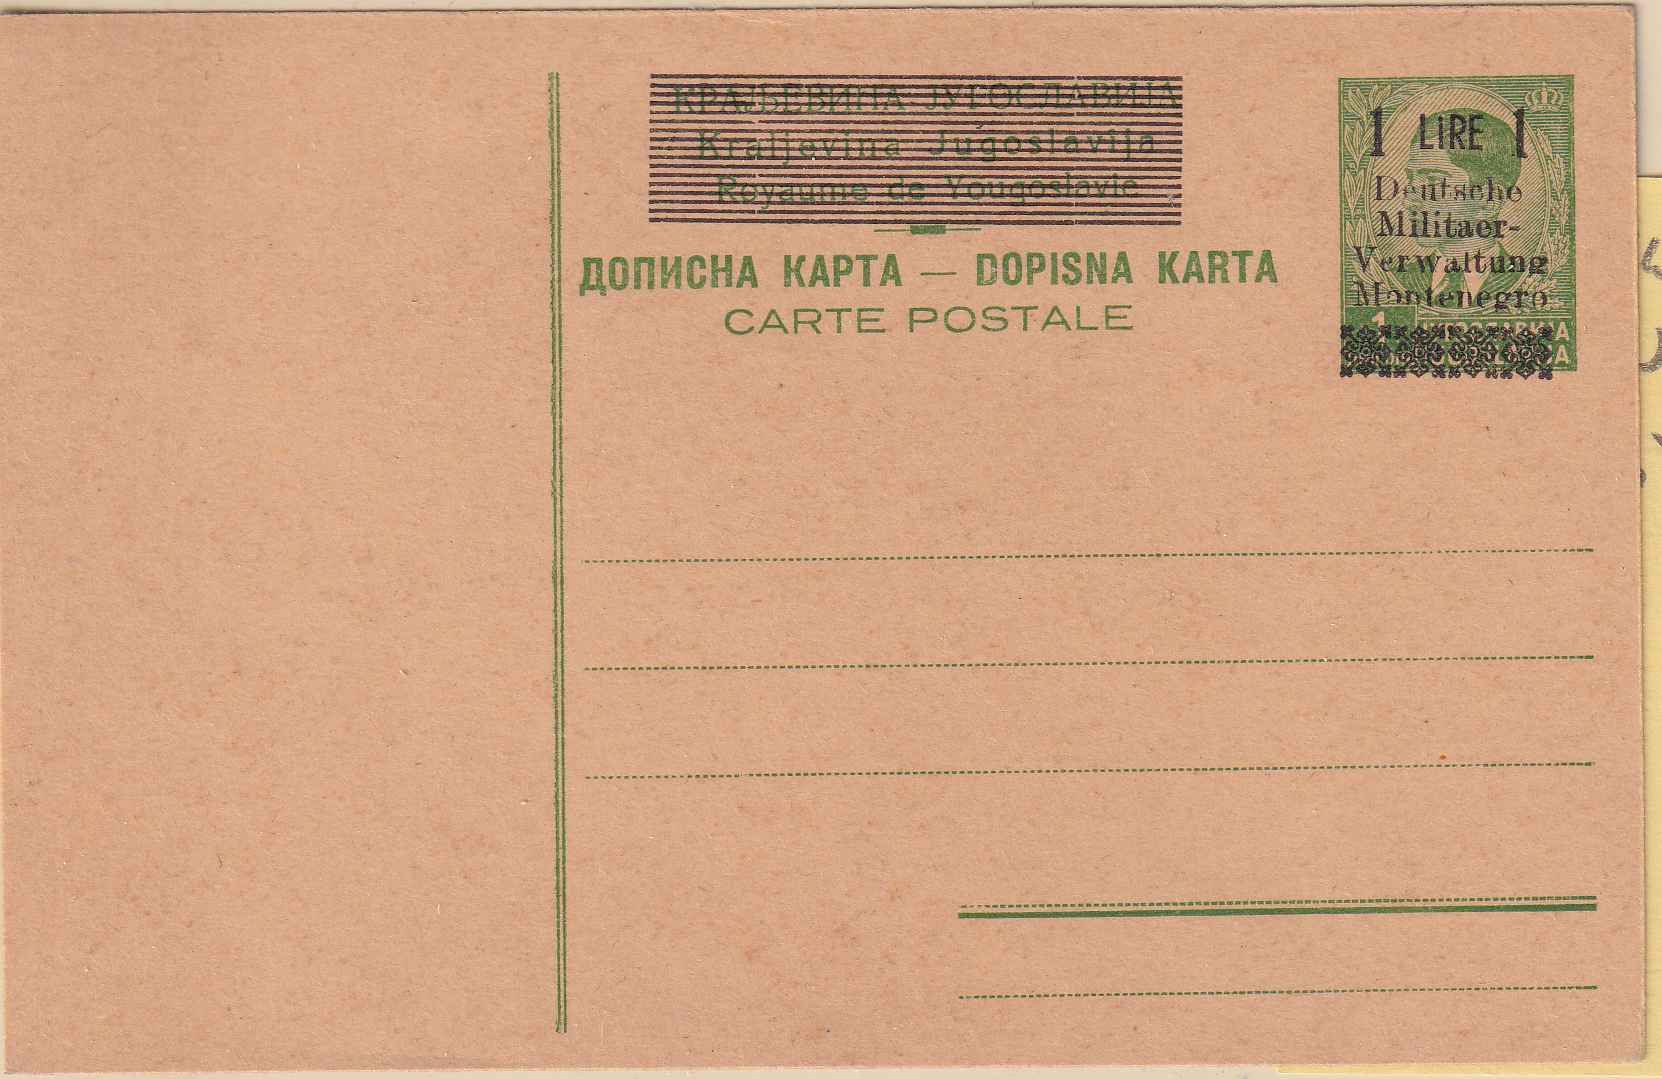 КРАЉЕВИНА ЈУГОСЛАВИЈА
Kraljevina Jugoslavija
Royaume de Yougoslavie
ДОПИСНА КАРТА — DOPISNA KARTA
CARTE POSTALE
1 LIRE 1
Deutsche
Militaer-
Verwaltung
Montenegro
1